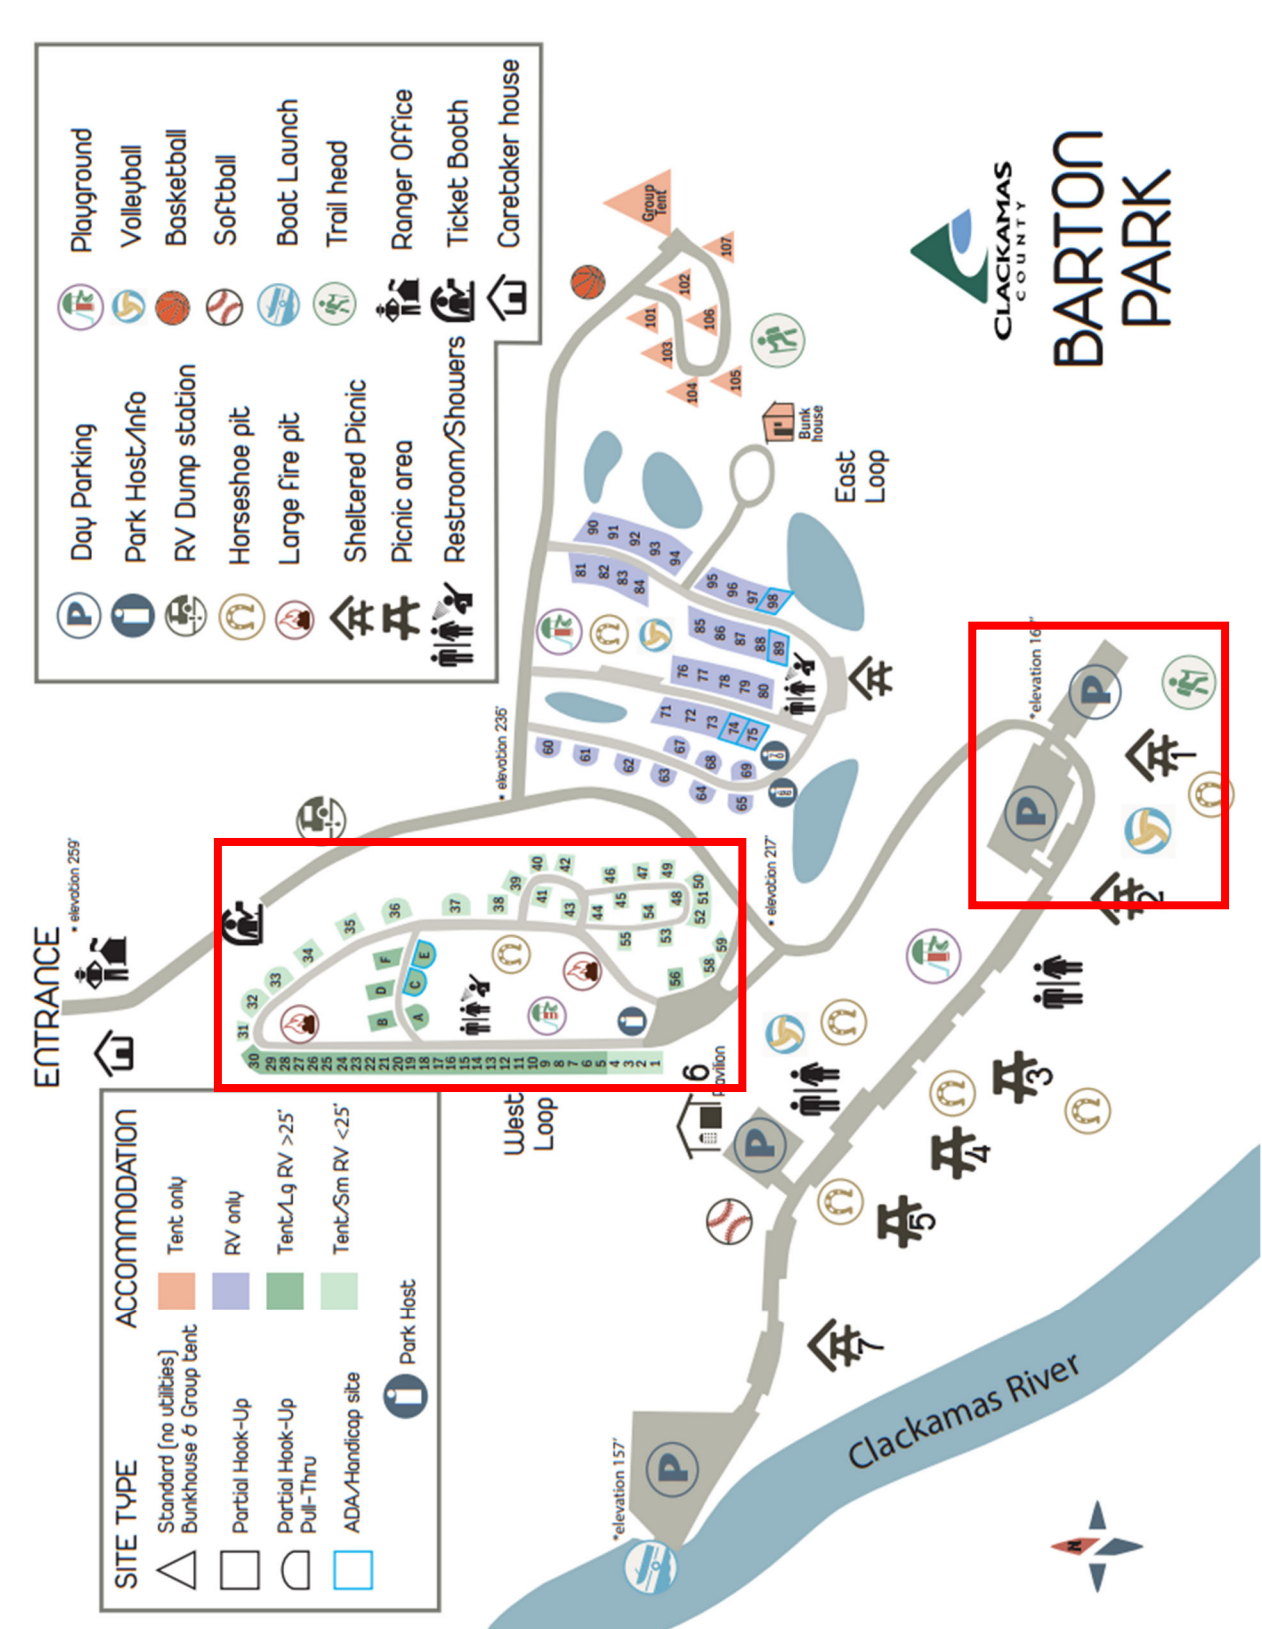 Playground
Volleyball
Basketball
Softball
Boat Launch
Trail head
Ranger Office
Ticket Booth
Caretaker house
P
Day Parking
i
Park Host/Info
RV Dump station
Horseshoe pit
Large fire pit
Sheltered Picnic
Picnic area
Restroom/Showers
CLACKAMAS
COUNTY
BARTON
PARK
ENTRANCE
* elevation 259'
* elevation 236'
* elevation 217'
*elevation 157'
Group
Tent
107
102
101
106
103
105
104
Bunk
house
East
Loop
90
91
92
93
94
81
82
83
84
95
96
97
98
85
86
87
88
89
76
77
78
79
80
71
72
73
74
75
60
61
62
63
64
65
67
68
69
31
32
33
34
35
36
37
38
39
40
41
42
43
44
45
46
47
48
49
50
51
52
53
54
55
56
58
59
A
B
C
D
E
F
30
29
28
27
26
25
24
23
22
21
20
19
18
17
16
15
14
13
12
11
10
9
8
7
6
5
4
3
2
1
West
Loop
6
Pavilion
P
P
P
P
1
2
3
4
5
7
Clackamas River
N
SITE TYPE
Standard (no utilities)
Bunkhouse & Group tent
Partial Hook-Up
Partial Hook-Up
Pull-Thru
ADA/Handicap site
ACCOMMODATION
Tent only
RV only
Tent/Lg RV >25'
Tent/Sm RV <25'
i
Park Host